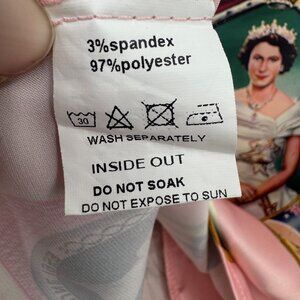 3%spandex
97%polyester
30
WASH SEPARATELY
INSIDE OUT
DO NOT SOAK
DO NOT EXPOSE TO SUN